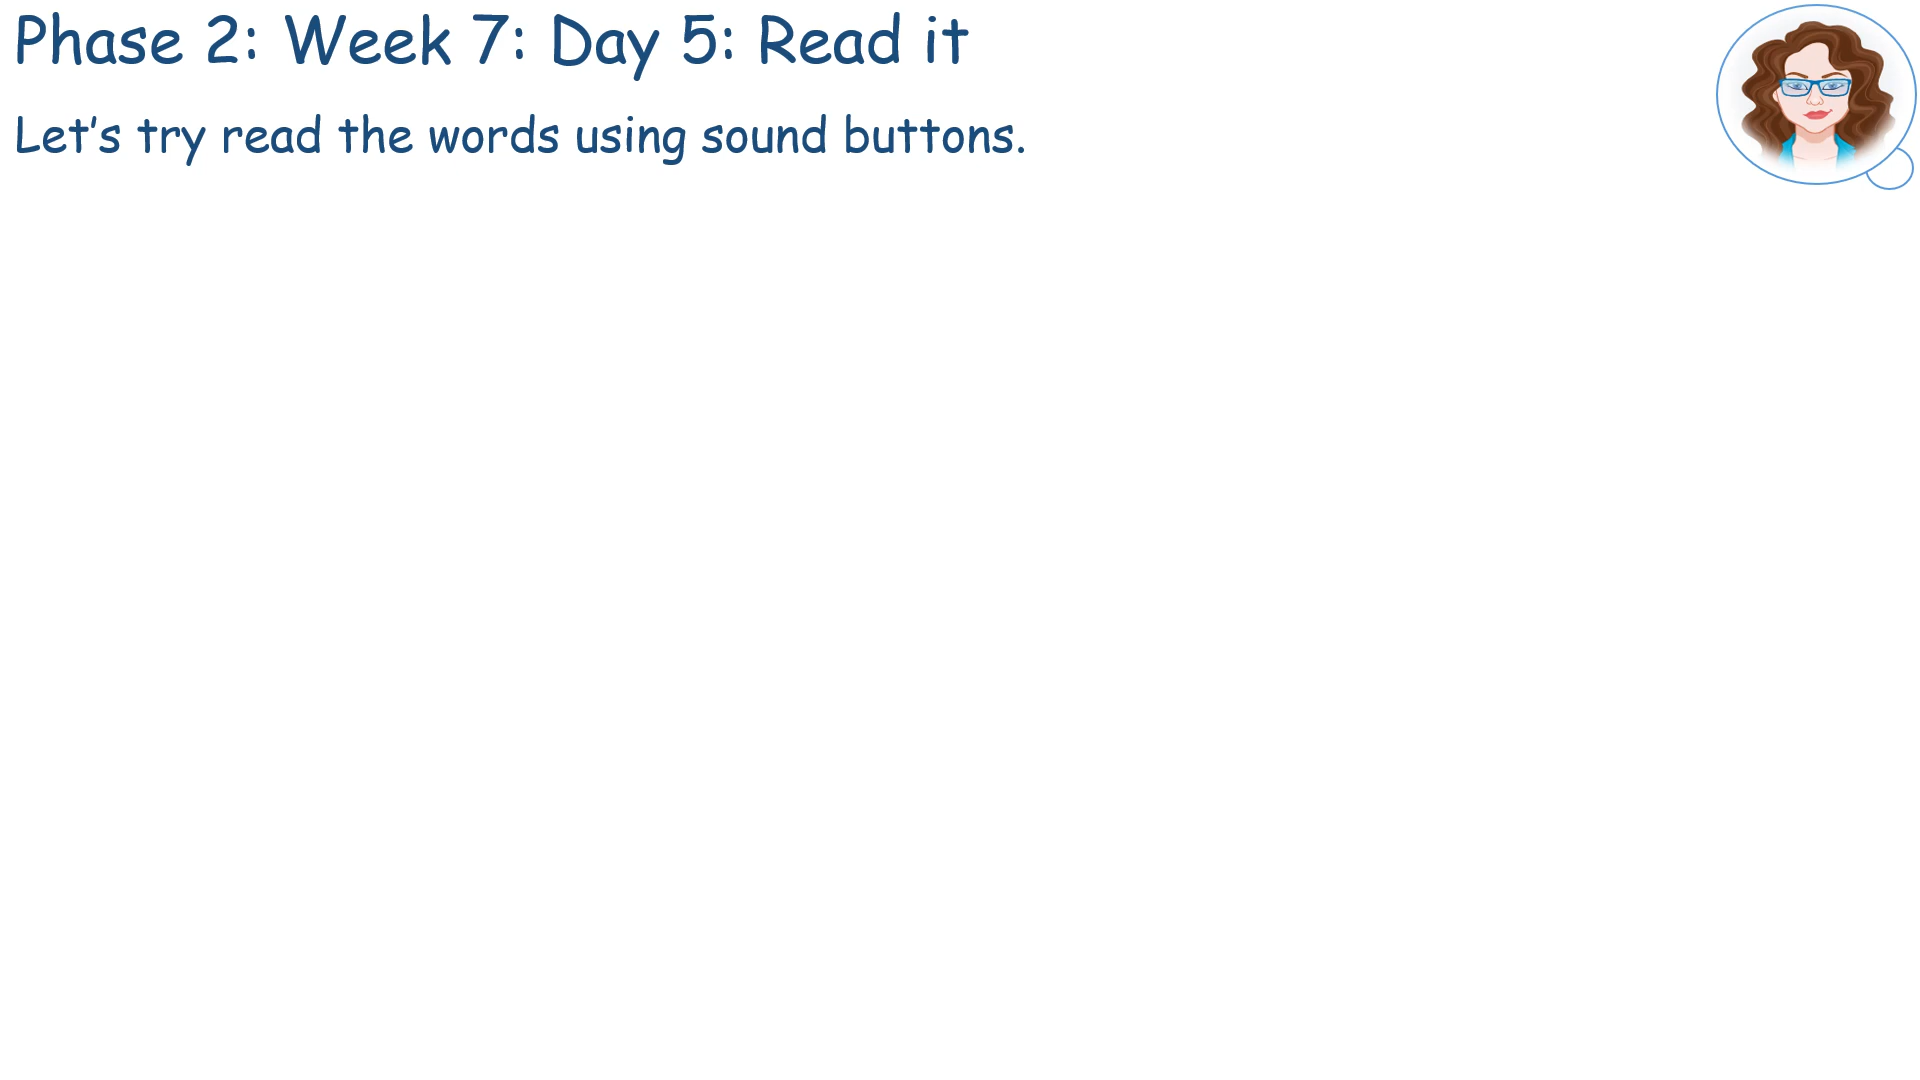 Phase 2: Week 7: Day 5: Read it
Let’s try read the words using sound buttons.